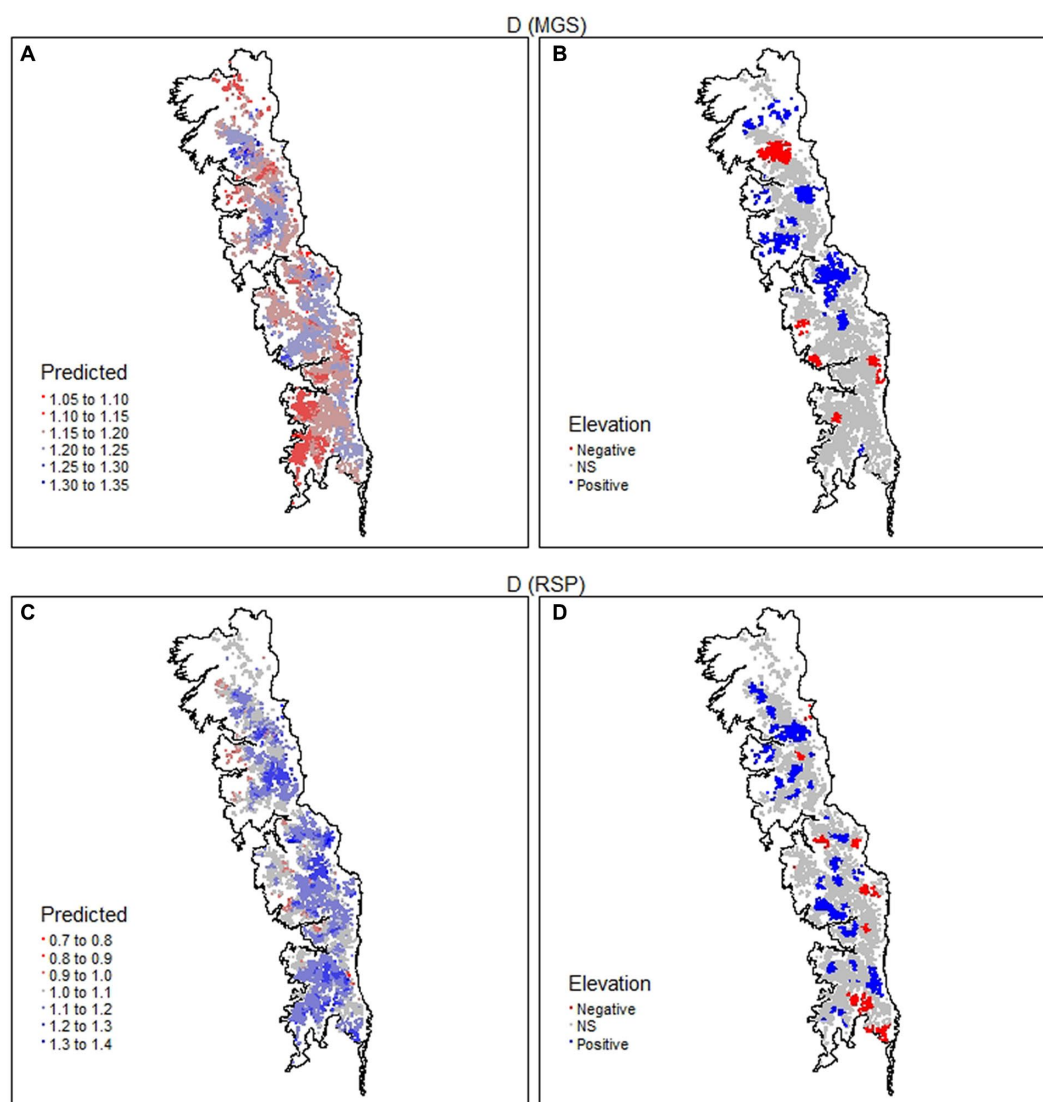 D (MGS)
A
B
Predicted
1.05 to 1.10
1.10 to 1.15
1.15 to 1.20
1.20 to 1.25
1.25 to 1.30
1.30 to 1.35
Elevation
Negative
NS
Positive
D (RSP)
C
D
Predicted
0.7 to 0.8
0.8 to 0.9
0.9 to 1.0
1.0 to 1.1
1.1 to 1.2
1.2 to 1.3
1.3 to 1.4
Elevation
Negative
NS
Positive